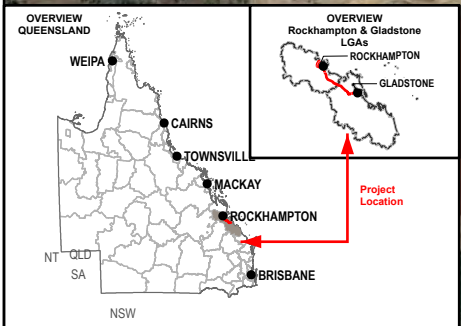 OVERVIEW
QUEENSLAND
WEIPA
CAIRNS
TOWNSVILLE
MACKAY
ROCKHAMPTON
BRISBANE
NT QLD
SA
NSW
OVERVIEW
Rockhampton & Gladstone
LGAs
ROCKHAMPTON
GLADSTONE
Project
Location